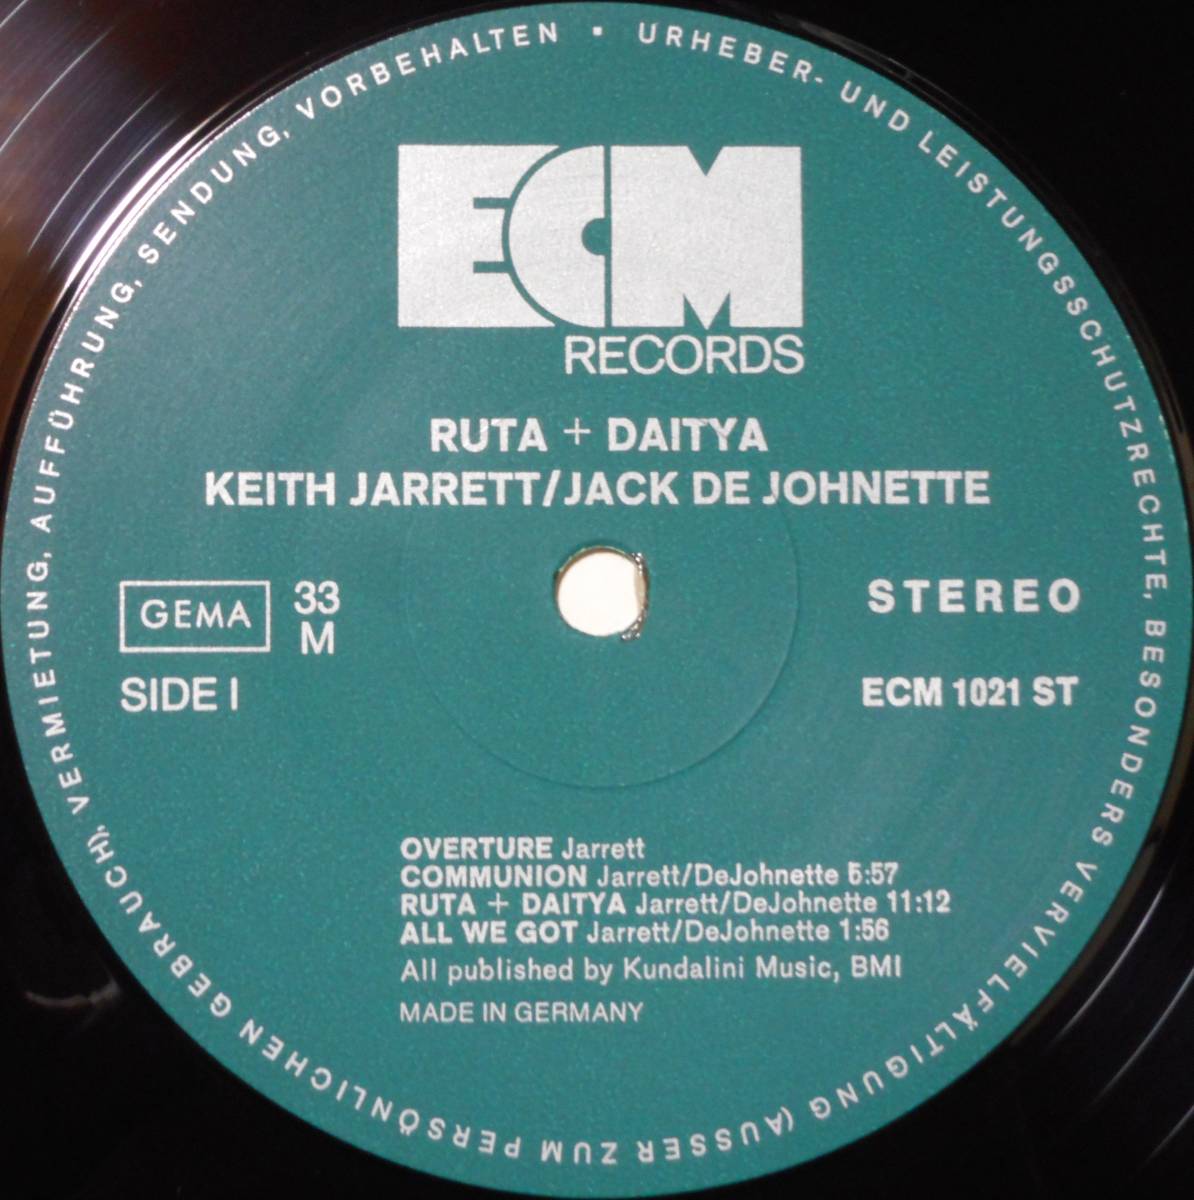 URHEBER- UND LEISTUNGSSCHUTZRECHTE, BESONDERS VERVIELFÄLTIGUNG (AUSSER ZUM PERSÖNLICHEN GEBRAUCH), VERMIETUNG, AUFFÜHRUNG, SENDUNG, VORBEHALTEN ▪
ECM
RECORDS
RUTA + DAITYA
KEITH JARRETT/JACK DE JOHNETTE
GEMA
33
M
STEREO
SIDE I
ECM 1021 ST
OVERTURE Jarrett
COMMUNION Jarrett/DeJohnette 5:57
RUTA + DAITYA Jarrett/DeJohnette 11:12
ALL WE GOT Jarrett/DeJohnette 1:56
All published by Kundalini Music, BMI
MADE IN GERMANY